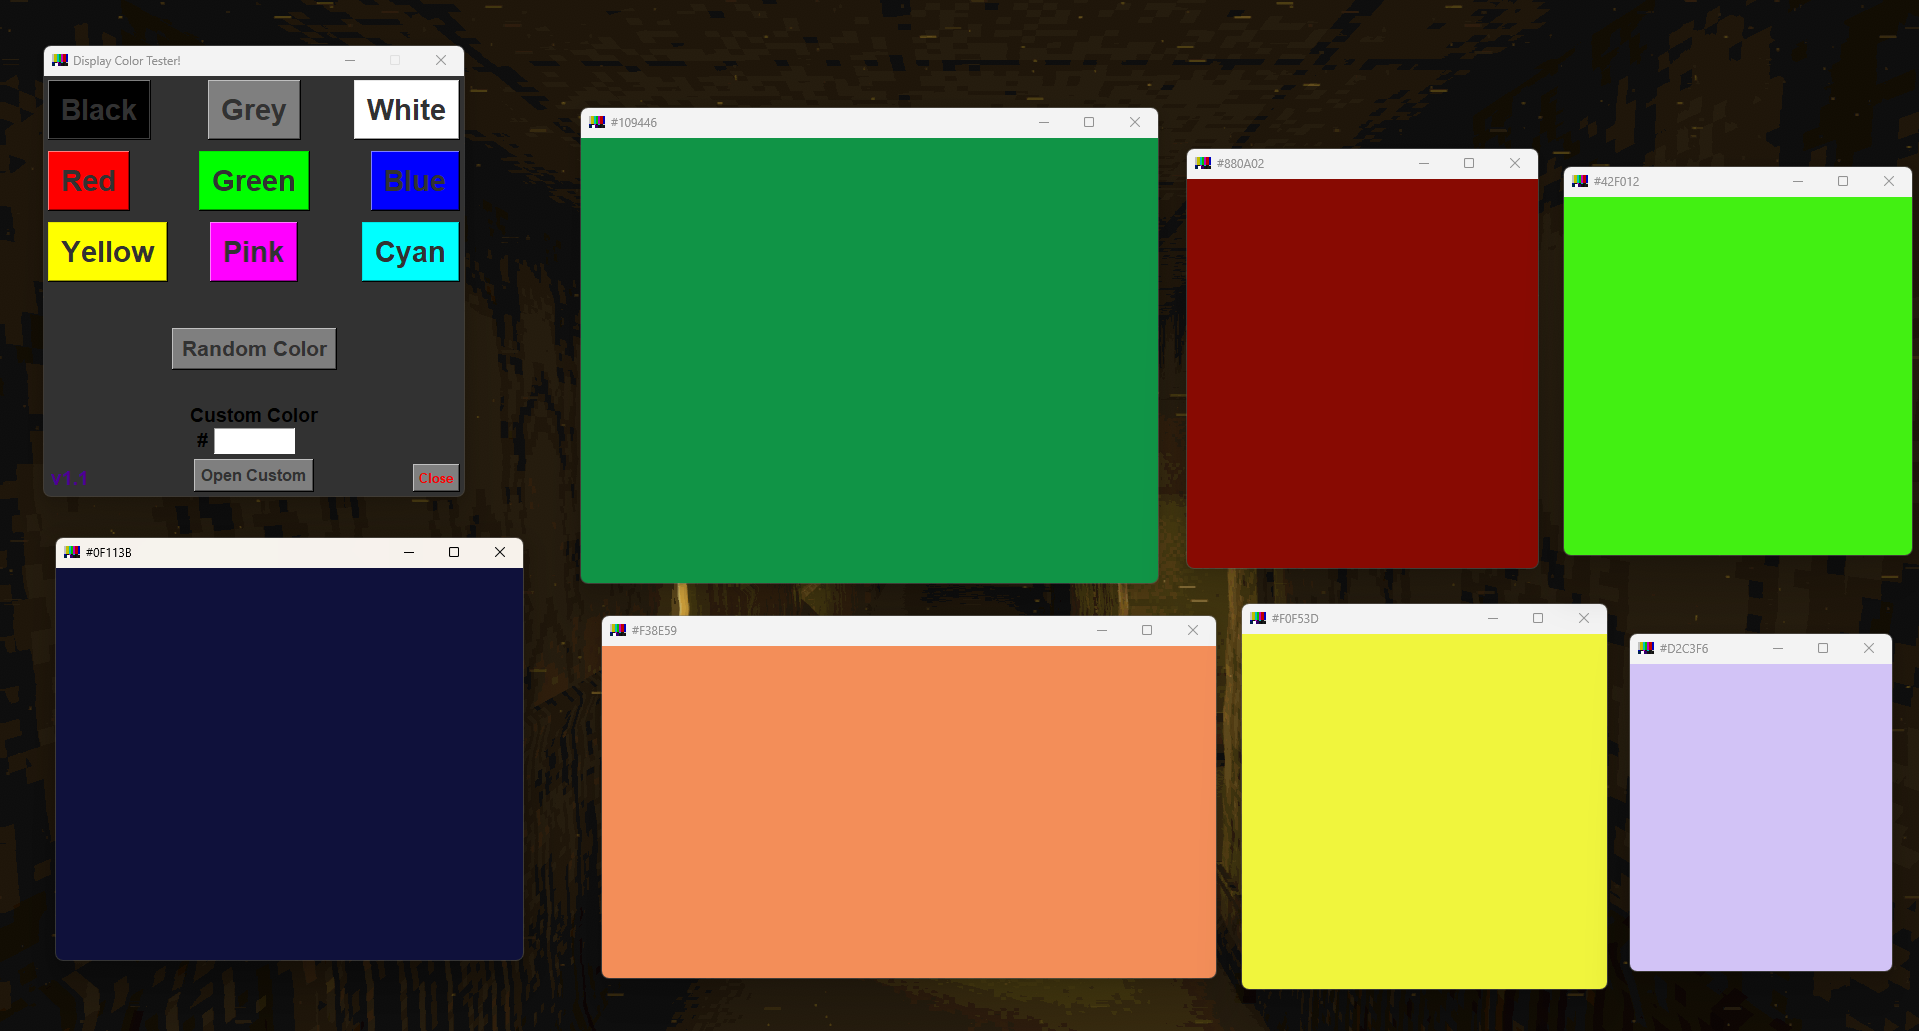 Display Color Tester!
Black Grey White
Red Green Blue
Yellow Pink Cyan
Random Color
Custom Color
#
Open Custom
v1.1
Close
#109446
#880A02
#42F012
#0F113B
#F38E59
#F0F53D
#D2C3F6